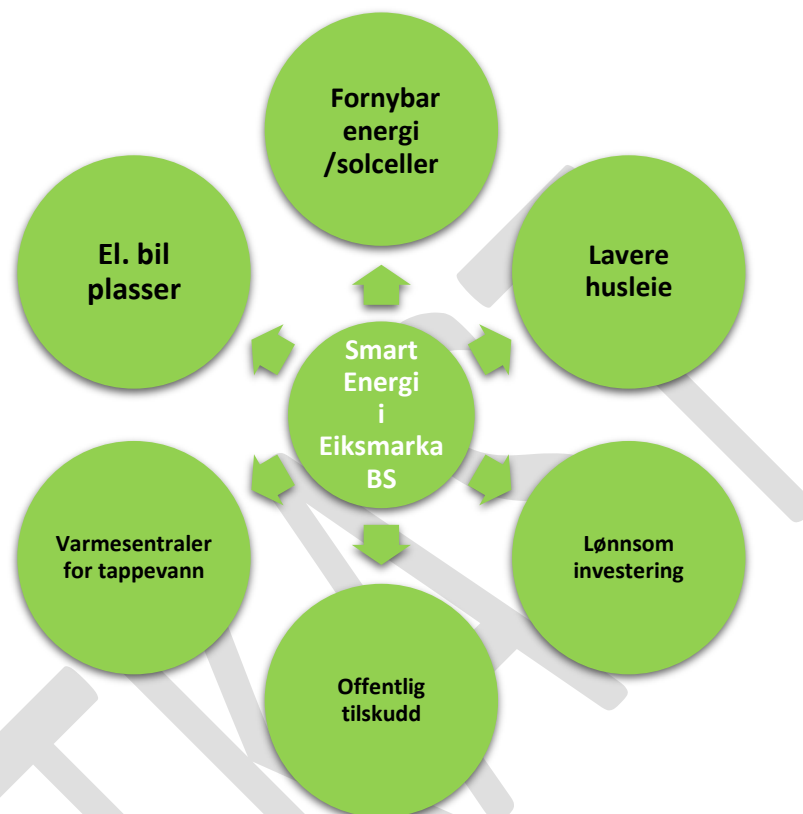 Fornybar
energi
/solceller
Lavere
husleie
Lønnsom
investering
Offentlig
tilskudd
Varmesentraler
for tappevann
El. bil
plasser
Smart
Energi
i
Eiksmarka
BS